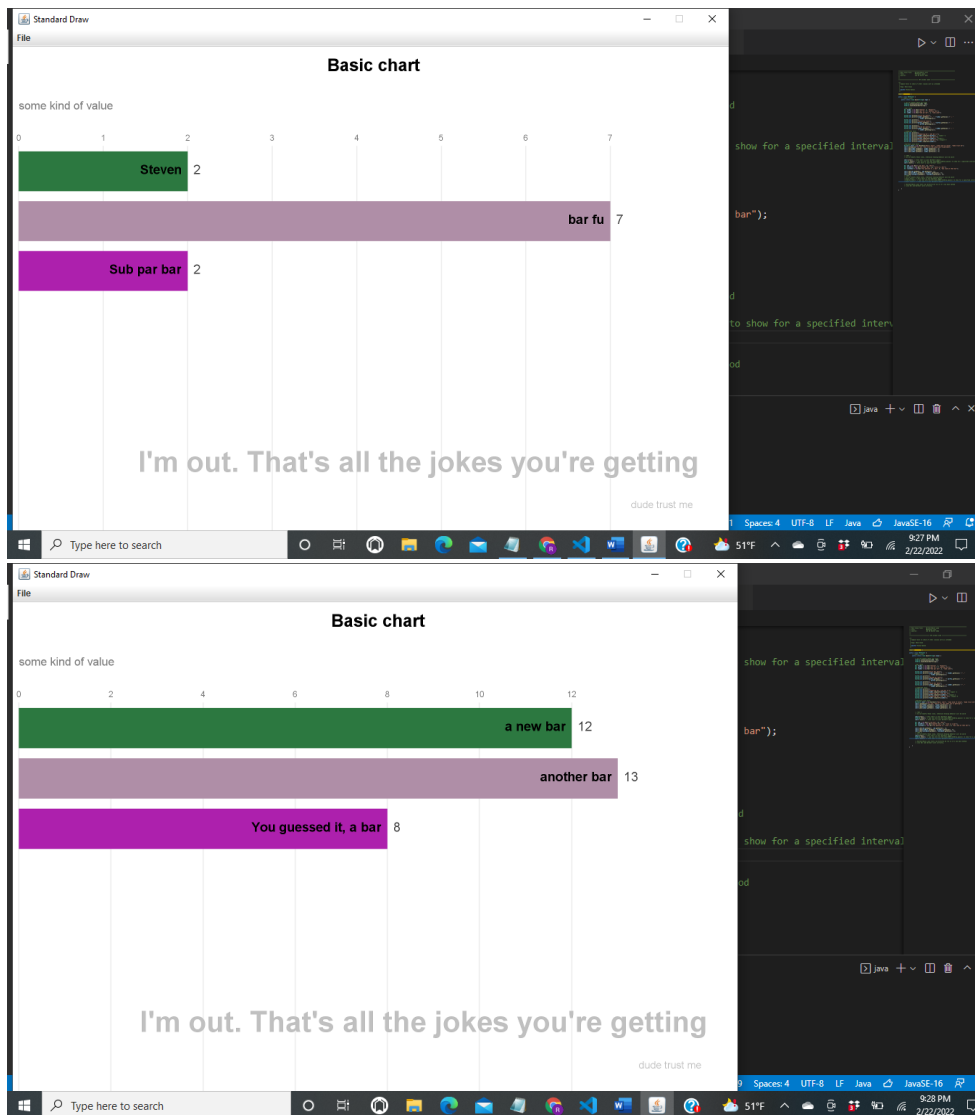 Standard Draw
File
Basic chart
some kind of value
0 1 2 3 4 5 6 7
Steven 2
bar fu 7
Sub par bar 2
I'm out. That's all the jokes you're getting
dude trust me
d
show for a specified interval
bar");
d
to show for a specified interv
od
java
1 Spaces: 4 UTF-8 LF Java JavaSE-16
Type here to search
51°F
9:27 PM
2/22/2022
Standard Draw
File
Basic chart
some kind of value
0 2 4 6 8 10 12
a new bar 12
another bar 13
You guessed it, a bar 8
I'm out. That's all the jokes you're getting
dude trust me
show for a specified interval
bar");
d
show for a specified interval
od
java
9 Spaces: 4 UTF-8 LF Java JavaSE-16
Type here to search
51°F
9:28 PM
2/22/2022